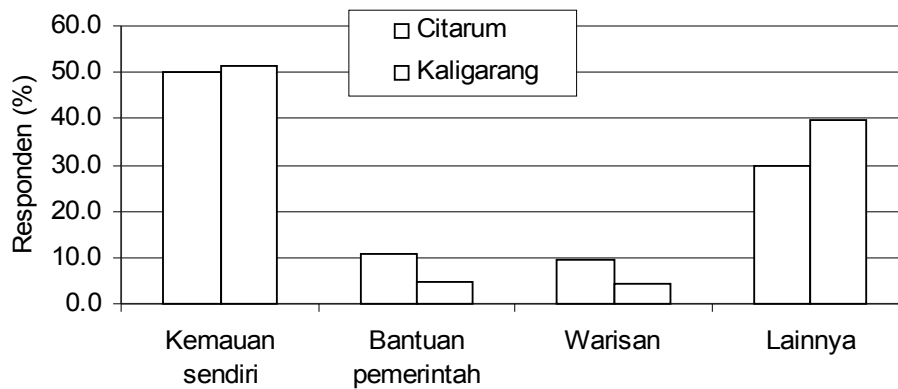 60.0
50.0
40.0
30.0
20.0
10.0
0.0
Responden (%)
Citarum
Kaligarang
Kemauan
sendiri
Bantuan
pemerintah
Warisan
Lainnya